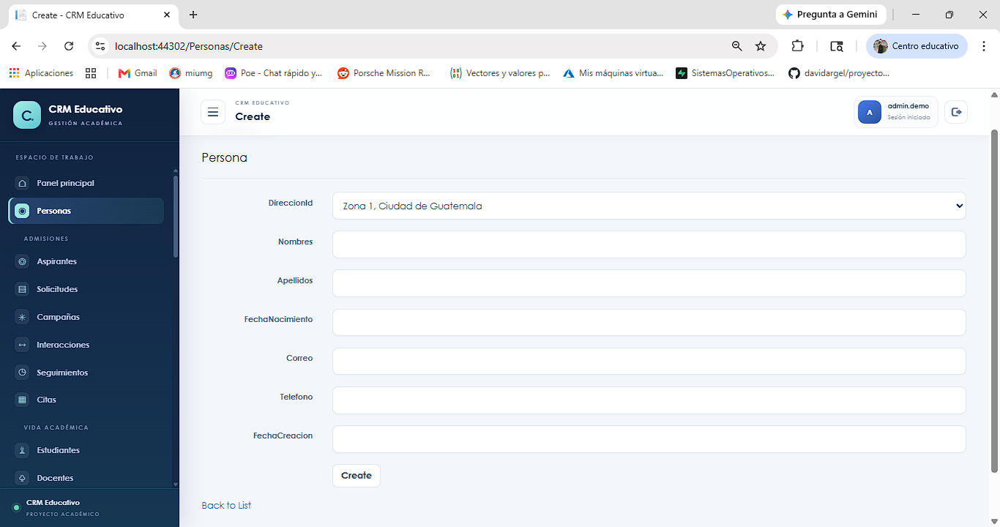 Create - CRM Educativo
Pregunta a Gemini
localhost:44302/Personas/Create
Centro educativo
Aplicaciones
Gmail
miumg
Poe - Chat rápido y...
Porsche Mission R...
Vectores y valores p...
Mis máquinas virtua...
SistemasOperativos...
davidargel/proyecto...
C.
CRM Educativo
GESTIÓN ACADÉMICA
ESPACIO DE TRABAJO
Panel principal
Personas
ADMISIONES
Aspirantes
Solicitudes
Campañas
Interacciones
Seguimientos
Citas
VIDA ACADÉMICA
Estudiantes
Docentes
CRM Educativo
PROYECTO ACADÉMICO
CRM EDUCATIVO
Create
A
admin.demo
Sesión iniciada
Persona
DireccionId
Zona 1, Ciudad de Guatemala
Nombres
Apellidos
FechaNacimiento
Correo
Telefono
FechaCreacion
Create
Back to List